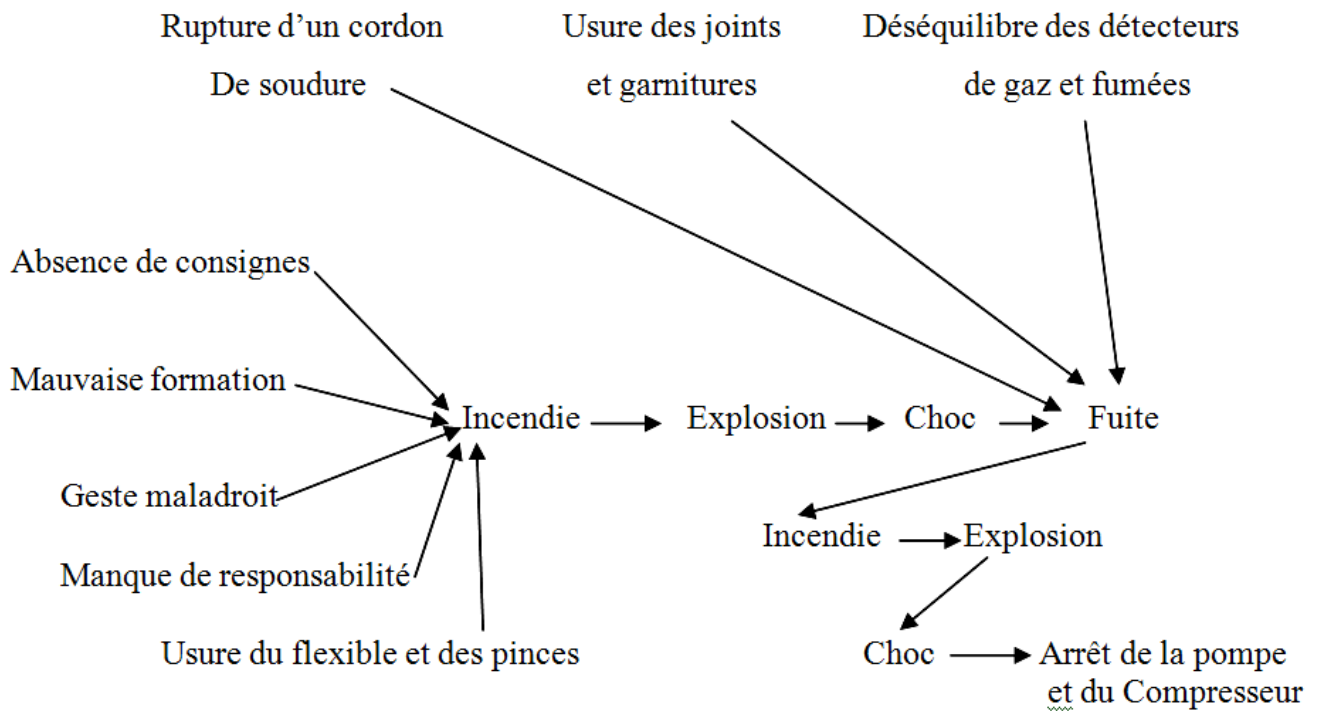 Rupture d’un cordon
De soudure
Usure des joints
et garnitures
Déséquilibre des détecteurs
de gaz et fumées
Absence de consignes
Mauvaise formation
Geste maladroit
Manque de responsabilité
Usure du flexible et des pinces
Incendie
Explosion
Choc
Fuite
Incendie
Explosion
Choc
Arrêt de la pompe
et du Compresseur